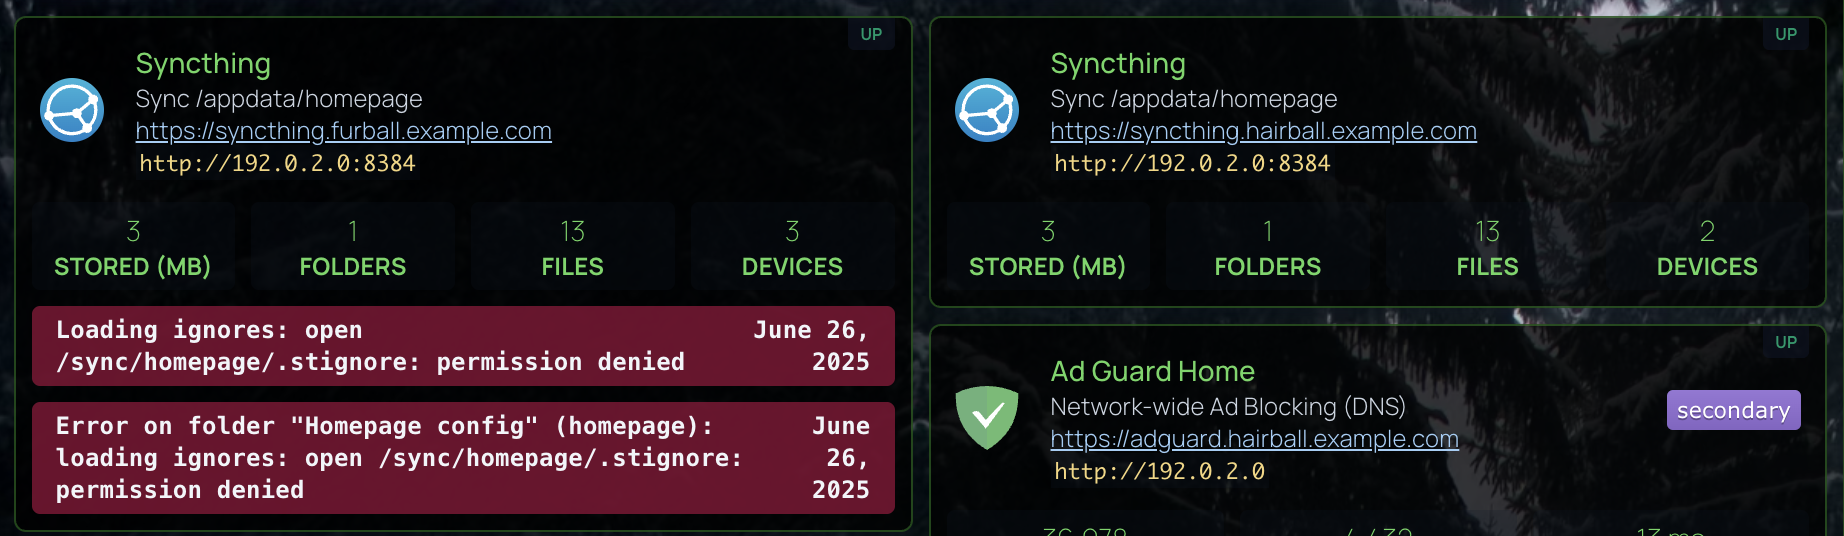 UP
Syncthing
Sync /appdata/homepage
https://syncthing.furball.example.com
http://192.0.2.0:8384
3
STORED (MB)
1
FOLDERS
13
FILES
3
DEVICES
Loading ignores: open
/sync/homepage/.stignore: permission denied
June 26,
2025
Error on folder "Homepage config" (homepage):
loading ignores: open /sync/homepage/.stignore:
permission denied
June
26,
2025
UP
Syncthing
Sync /appdata/homepage
https://syncthing.hairball.example.com
http://192.0.2.0:8384
3
STORED (MB)
1
FOLDERS
13
FILES
2
DEVICES
UP
Ad Guard Home
Network-wide Ad Blocking (DNS)
https://adguard.hairball.example.com
http://192.0.2.0
secondary